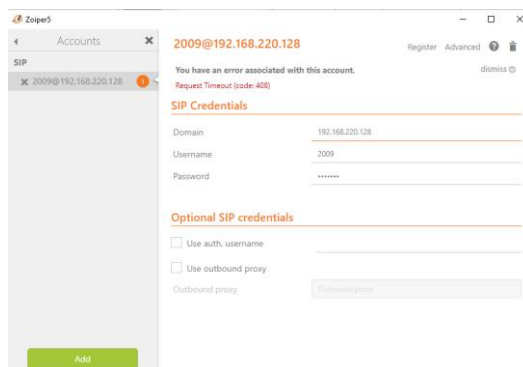 Zoiper5
Accounts
SIP
2009@192.168.220.128
1
2009@192.168.220.128
Register Advanced
You have an error associated with this account.
dismiss
Request Timeout (code: 408)
SIP Credentials
Domain 192.168.220.128
Username 2009
Password •••••••
Optional SIP credentials
Use auth. username
Use outbound proxy
Outbound proxy Outbound proxy
Add